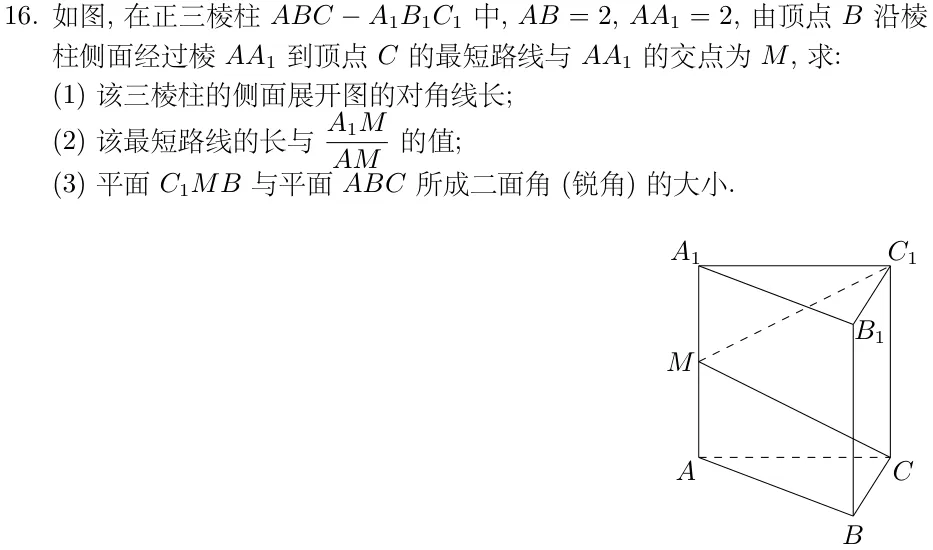 16. 如图, 在正三棱柱 ABC − A₁B₁C₁ 中, AB = 2, AA₁ = 2, 由顶点 B 沿棱
柱侧面经过棱 AA₁ 到顶点 C 的最短路线与 AA₁ 的交点为 M, 求:
(1) 该三棱柱的侧面展开图的对角线长;
(2) 该最短路线的长与 A₁M/AM 的值;
(3) 平面 C₁MB 与平面 ABC 所成二面角 (锐角) 的大小.
A₁
C₁
B₁
M
A
C
B